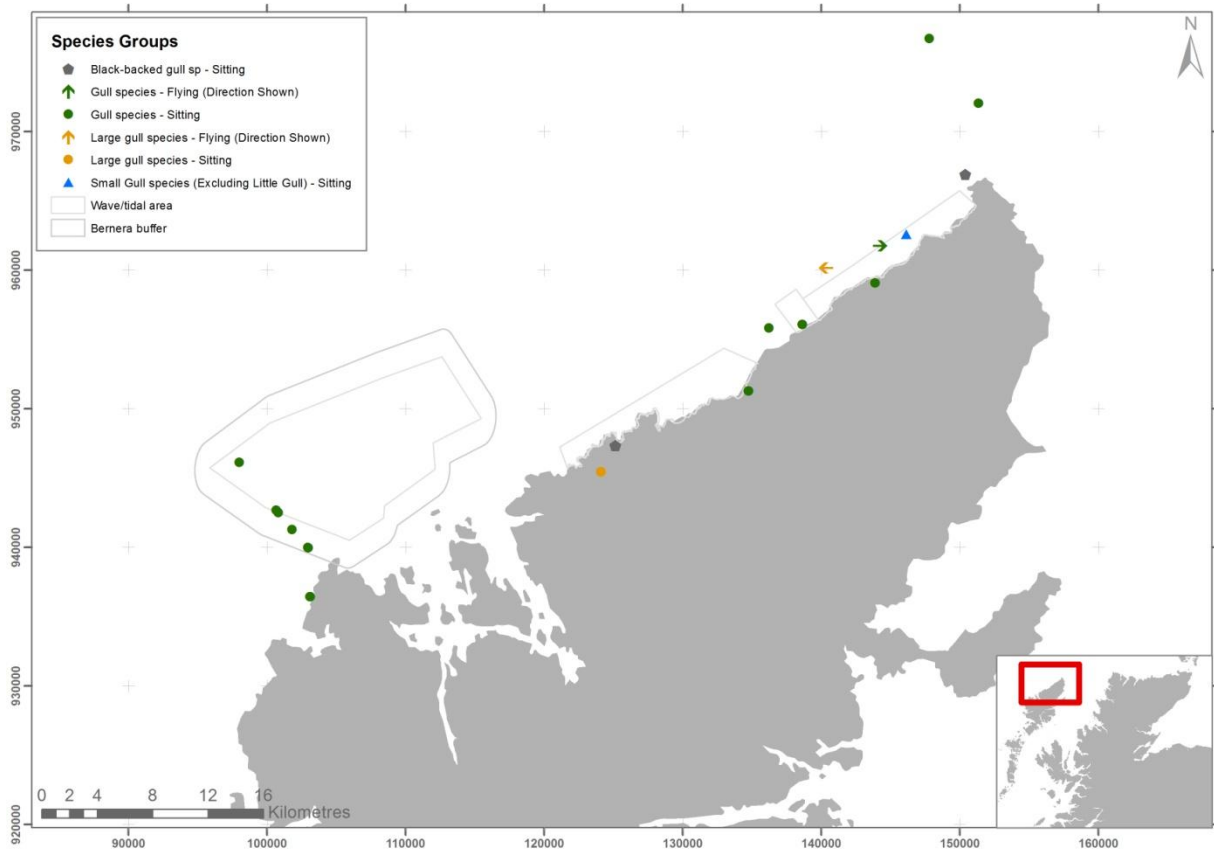 Species Groups
Black-backed gull sp - Sitting
Gull species - Flying (Direction Shown)
Gull species - Sitting
Large gull species - Flying (Direction Shown)
Large gull species - Sitting
Small Gull species (Excluding Little Gull) - Sitting
Wave/tidal area
Bernera buffer
N
970000
960000
950000
940000
930000
920000
0 2 4 8 12 16
Kilometres
90000 100000 110000 120000 130000 140000 150000 160000